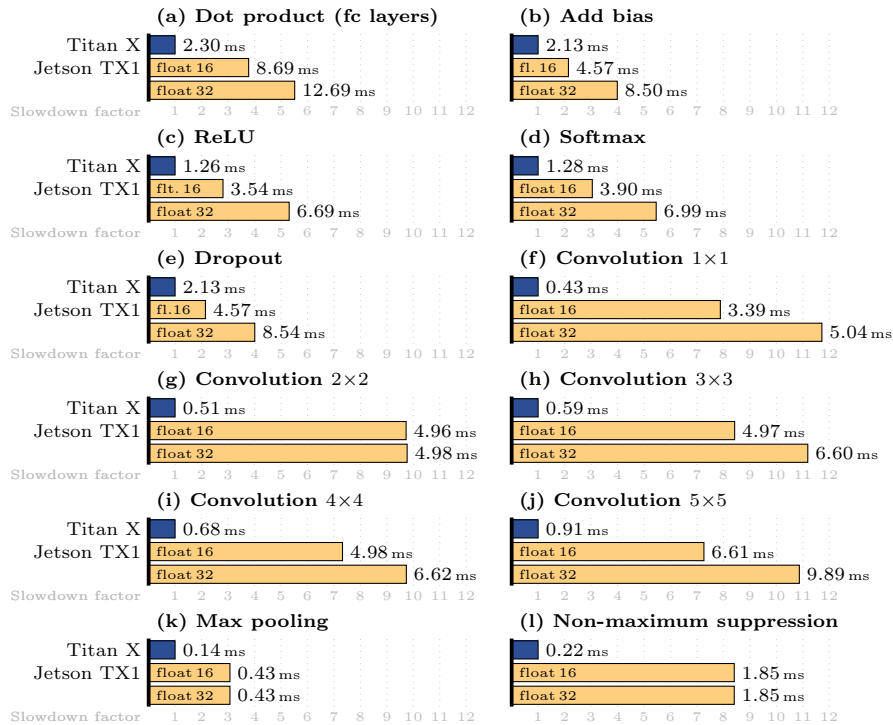 (a) Dot product (fc layers)
Titan X 2.30 ms
Jetson TX1 float 16 8.69 ms
float 32 12.69 ms
Slowdown factor 1 2 3 4 5 6 7 8 9 10 11 12
(b) Add bias
2.13 ms
fl. 16 4.57 ms
float 32 8.50 ms
1 2 3 4 5 6 7 8 9 10 11 12
(c) ReLU
Titan X 1.26 ms
Jetson TX1 flt. 16 3.54 ms
float 32 6.69 ms
Slowdown factor 1 2 3 4 5 6 7 8 9 10 11 12
(d) Softmax
1.28 ms
float 16 3.90 ms
float 32 6.99 ms
1 2 3 4 5 6 7 8 9 10 11 12
(e) Dropout
Titan X 2.13 ms
Jetson TX1 fl.16 4.57 ms
float 32 8.54 ms
Slowdown factor 1 2 3 4 5 6 7 8 9 10 11 12
(f) Convolution 1×1
0.43 ms
float 16 3.39 ms
float 32 5.04 ms
1 2 3 4 5 6 7 8 9 10 11 12
(g) Convolution 2×2
Titan X 0.51 ms
Jetson TX1 float 16 4.96 ms
float 32 4.98 ms
Slowdown factor 1 2 3 4 5 6 7 8 9 10 11 12
(h) Convolution 3×3
0.59 ms
float 16 4.97 ms
float 32 6.60 ms
1 2 3 4 5 6 7 8 9 10 11 12
(i) Convolution 4×4
Titan X 0.68 ms
Jetson TX1 float 16 4.98 ms
float 32 6.62 ms
Slowdown factor 1 2 3 4 5 6 7 8 9 10 11 12
(j) Convolution 5×5
0.91 ms
float 16 6.61 ms
float 32 9.89 ms
1 2 3 4 5 6 7 8 9 10 11 12
(k) Max pooling
Titan X 0.14 ms
Jetson TX1 float 16 0.43 ms
float 32 0.43 ms
Slowdown factor 1 2 3 4 5 6 7 8 9 10 11 12
(l) Non-maximum suppression
0.22 ms
float 16 1.85 ms
float 32 1.85 ms
1 2 3 4 5 6 7 8 9 10 11 12